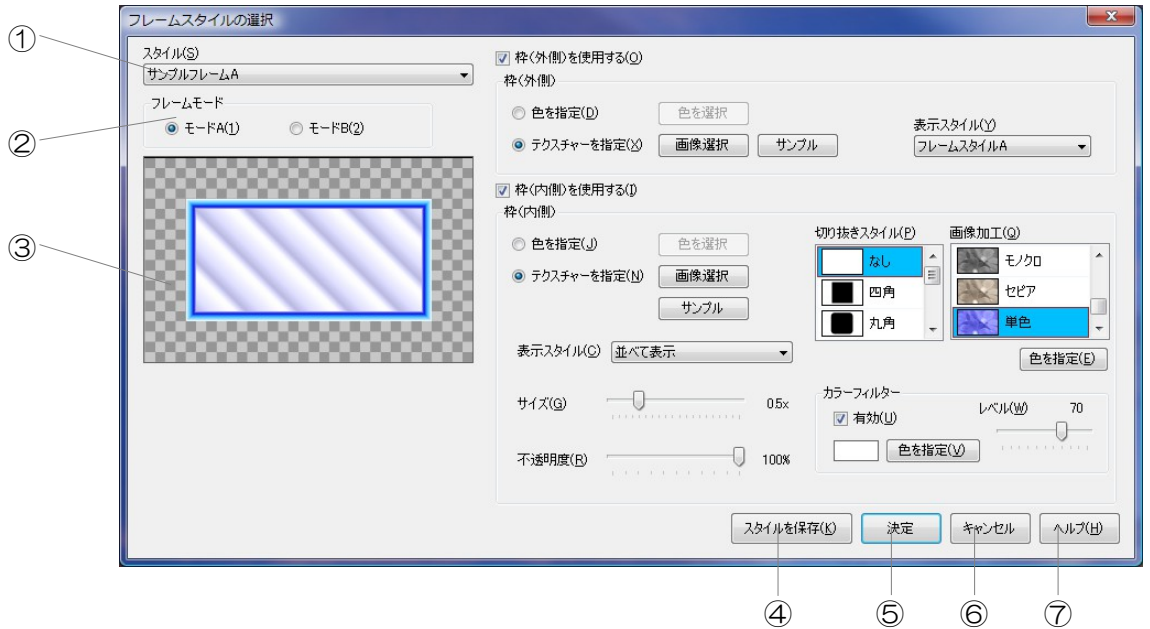 フレームスタイルの選択
①
スタイル(S)
サンプルフレームA
②
フレームモード
モードA(1)
モードB(2)
③
枠(外側)を使用する(O)
枠(外側)
色を指定(D)
色を選択
テクスチャーを指定(X)
画像選択
サンプル
表示スタイル(Y)
フレームスタイルA
枠(内側)を使用する(I)
枠(内側)
色を指定(J)
色を選択
テクスチャーを指定(N)
画像選択
サンプル
切り抜きスタイル(P)
なし
四角
丸角
画像加工(Q)
モノクロ
セピア
単色
色を指定(E)
表示スタイル(C)
並べて表示
サイズ(G)
0.5x
不透明度(R)
100%
カラーフィルター
有効(U)
レベル(W)
70
色を指定(V)
スタイルを保存(K)
決定
キャンセル
ヘルプ(H)
④
⑤
⑥
⑦